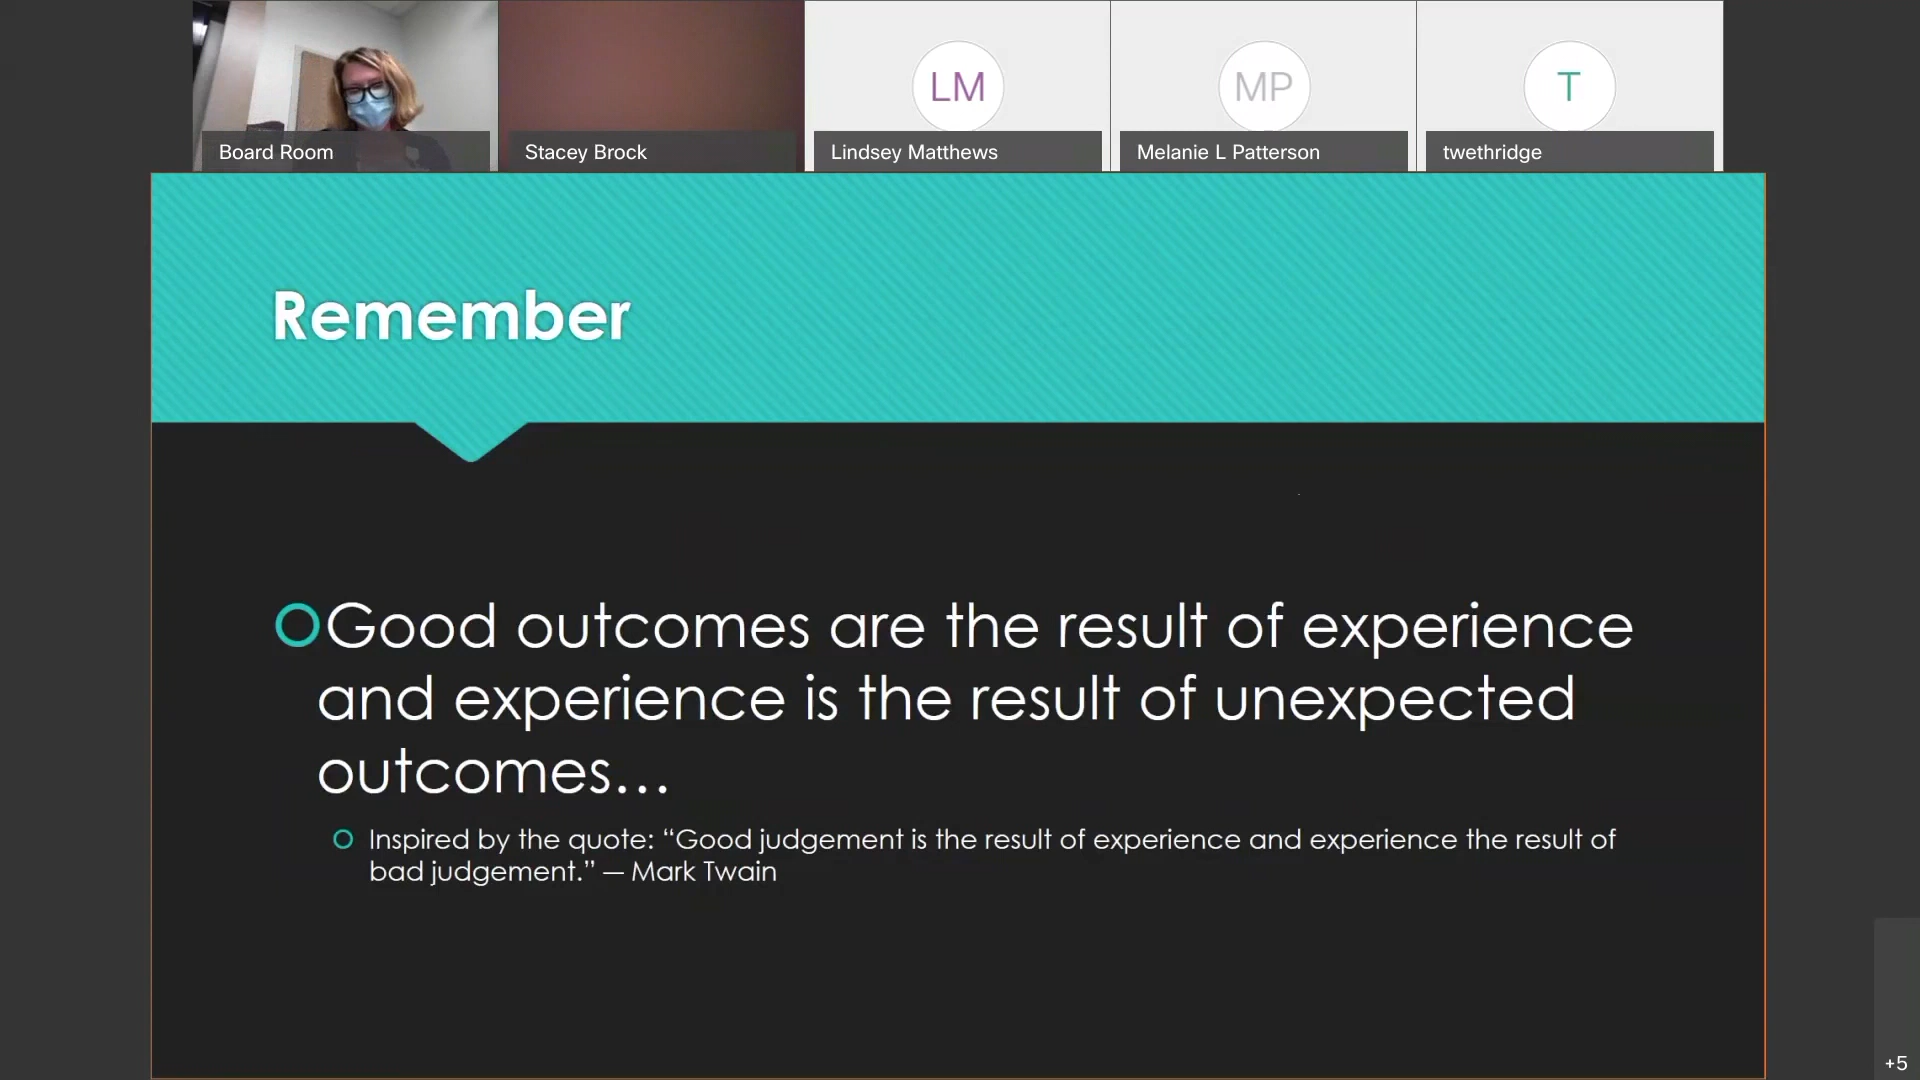 LM
MP
T
Board Room
Stacey Brock
Lindsey Matthews
Melanie L Patterson
twethridge
Remember
Good outcomes are the result of experience
and experience is the result of unexpected
outcomes…
Inspired by the quote: “Good judgement is the result of experience and experience the result of
bad judgement.” — Mark Twain
+5